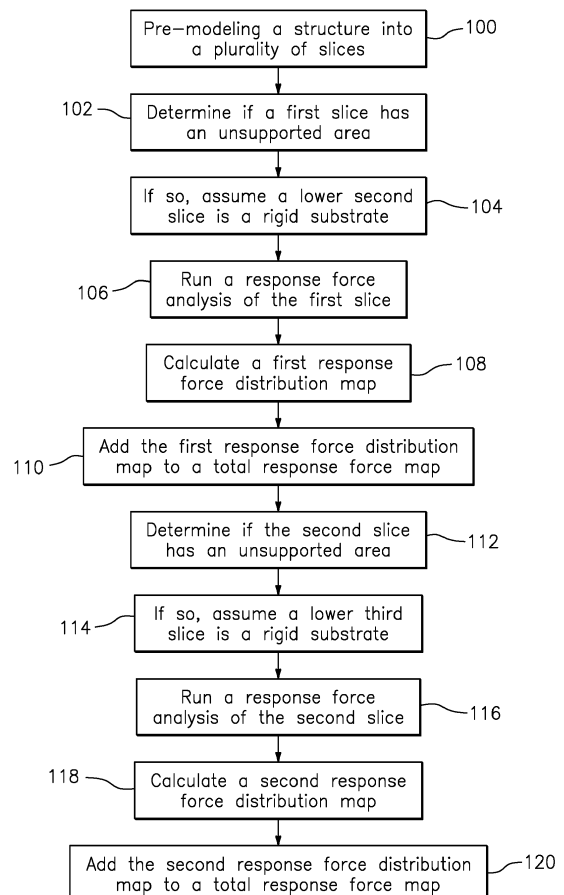 Pre-modeling a structure into
a plurality of slices
100
102
Determine if a first slice has
an unsupported area
If so, assume a lower second
slice is a rigid substrate
104
106
Run a response force
analysis of the first slice
Calculate a first response
force distribution map
108
110
Add the first response force distribution
map to a total response force map
Determine if the second slice
has an unsupported area
112
114
If so, assume a lower third
slice is a rigid substrate
Run a response force
analysis of the second slice
116
118
Calculate a second response
force distribution map
Add the second response force distribution
map to a total response force map
120